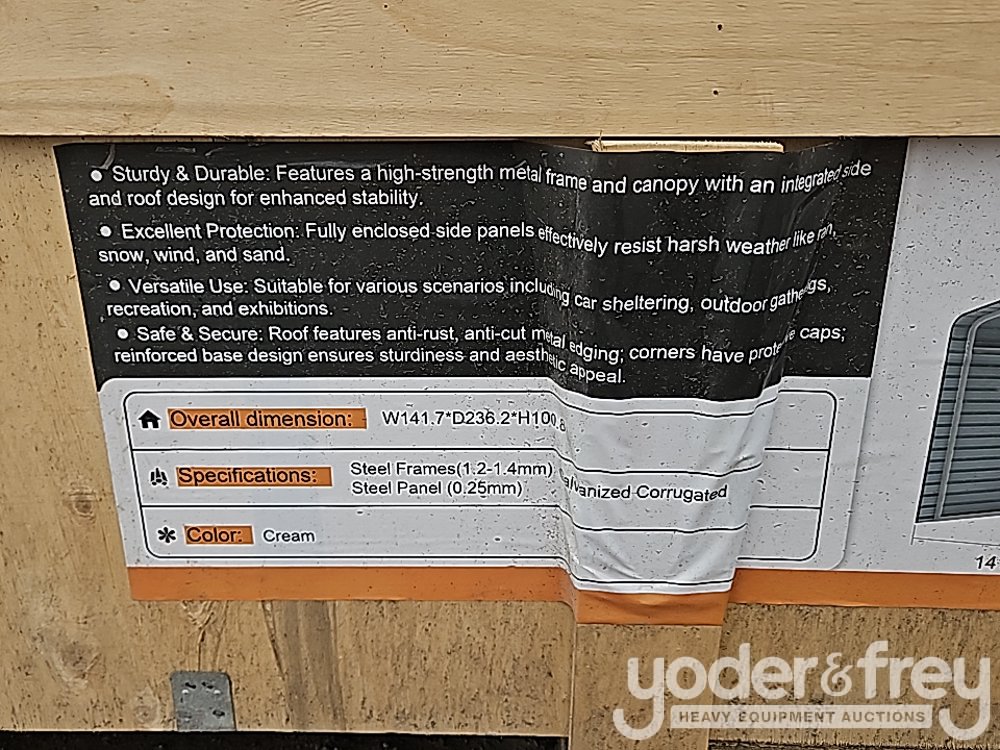 ● Sturdy & Durable: Features a high-strength metal frame and canopy with an integrated side
and roof design for enhanced stability.
● Excellent Protection: Fully enclosed side panels effectively resist harsh weather like
snow, wind, and sand.
● Versatile Use: Suitable for various scenarios including car sheltering, outdoor
recreation, and exhibitions.
● Safe & Secure: Roof features anti-rust, anti-cut metal edging; corners have caps;
reinforced base design ensures sturdiness and aesthetic appeal.
Overall dimension: W141.7*D236.2*H100.8
Specifications: Steel Frames(1.2-1.4mm)
Steel Panel (0.25mm) Galvanized Corrugated
Color: Cream
14
yoder&frey
HEAVY EQUIPMENT AUCTIONS